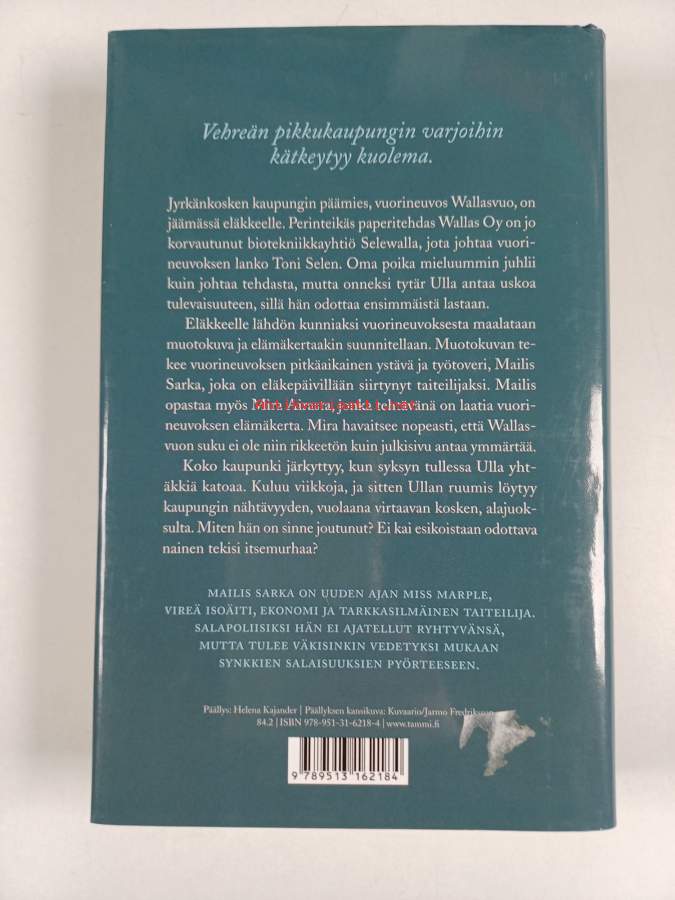 Vehreän pikkukaupungin varjoihin
kätkeytyy kuolema.
Jyrkänkosken kaupungin päämies, vuorineuvos Wallasvuo, on
jäämässä eläkkeelle. Perinteikäs paperitehdas Wallas Oy on jo
korvautunut biotekniikkayhtiö Selewalla, jota johtaa vuori-
neuvoksen lanko Toni Selen. Oma poika mieluummin juhlii
kuin johtaa tehdasta, mutta onneksi tytär Ulla antaa uskoa
tulevaisuuteen, sillä hän odottaa ensimmäistä lastaan.
Eläkkeelle lähdön kunniaksi vuorineuvoksesta maalataan
muotokuva ja elämäkertaakin suunnitellaan. Muotokuvan te-
kee vuorineuvoksen pitkäaikainen ystävä ja työtoveri, Mailis
Sarka, joka on eläkepäivillään siirtynyt taiteilijaksi. Mailis
opastaa myös Mira jonka tehtävänä on laatia vuori-
neuvoksen elämäkerta. Mira havaitsee nopeasti, että Wallas-
vuon suku ei ole niin rikkeetön kuin julkisivu antaa ymmärtää.
Koko kaupunki järkyttyy, kun syksyn tullessa Ulla yht-
äkkiä katoaa. Kuluu viikkoja, ja sitten Ullan ruumis löytyy
kaupungin nähtävyyden, vuolaana virtaavan kosken, alajuok-
sulta. Miten hän on sinne joutunut? Ei kai esikoistaan odottava
nainen tekisi itsemurhaa?
MAILIS SARKA ON UUDEN AJAN MISS MARPLE,
VIREÄ ISOÄITI, EKONOMI JA TARKKASILMÄINEN TAITEILIJA.
SALAPOLIISIKSI HÄN EI AJATELLUT RYHTYVÄNSÄ,
MUTTA TULEE VÄKISINKIN VEDETYKSI MUKAAN
SYNKKIEN SALAISUUKSIEN PYÖRTEESEEN.
Päällys: Helena Kajander | Päällyksen kansikuva: Kuvaario/Jarmo Fredriksson
84.2 | ISBN 978-951-31-6218-4 | www.tammi.fi
9 789513 162184